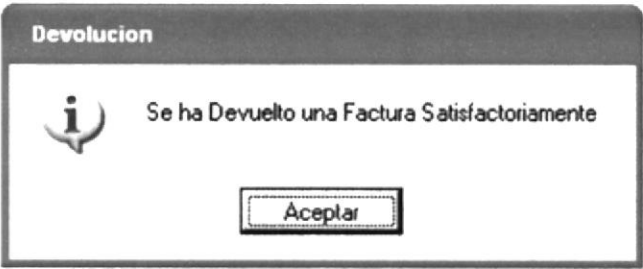 Devolucion
Se ha Devuelto una Factura Satisfactoriamente
Aceptar